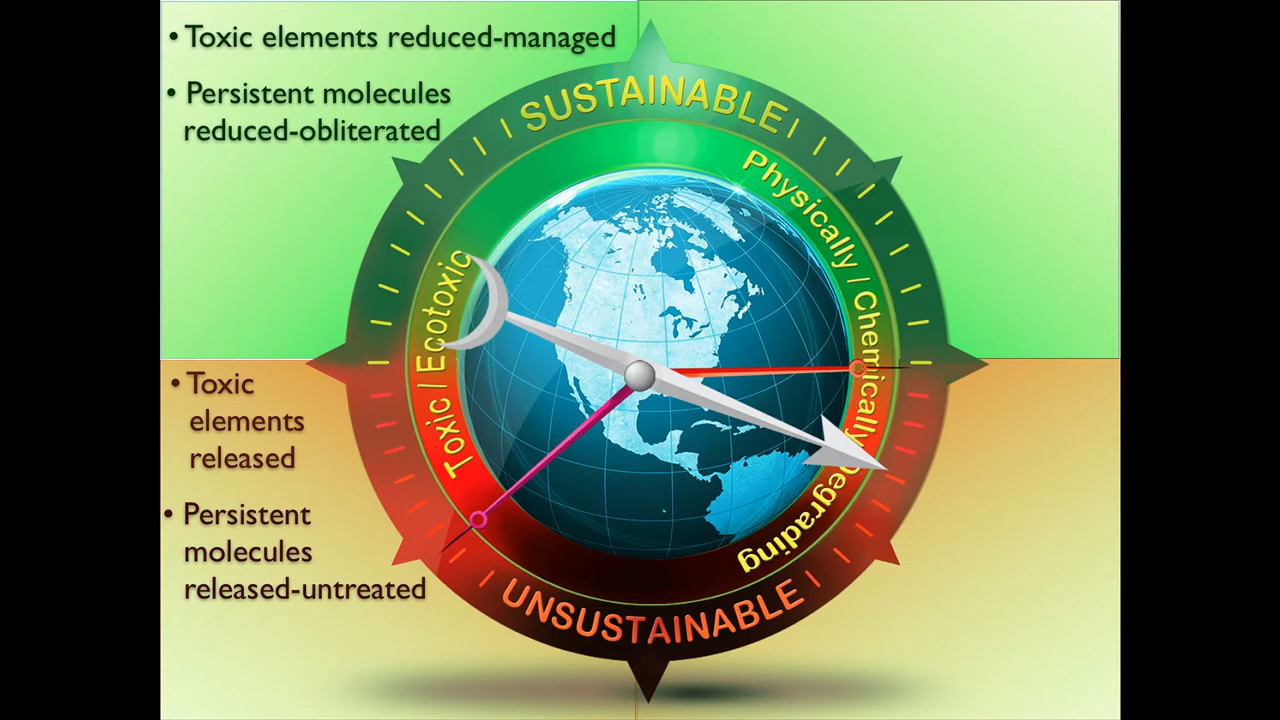 • Toxic elements reduced-managed
• Persistent molecules
reduced-obliterated
SUSTAINABLE
Physically / Chemically Degrading
Toxic / Ecotoxic
• Toxic
elements
released
• Persistent
molecules
released-untreated
UNSUSTAINABLE